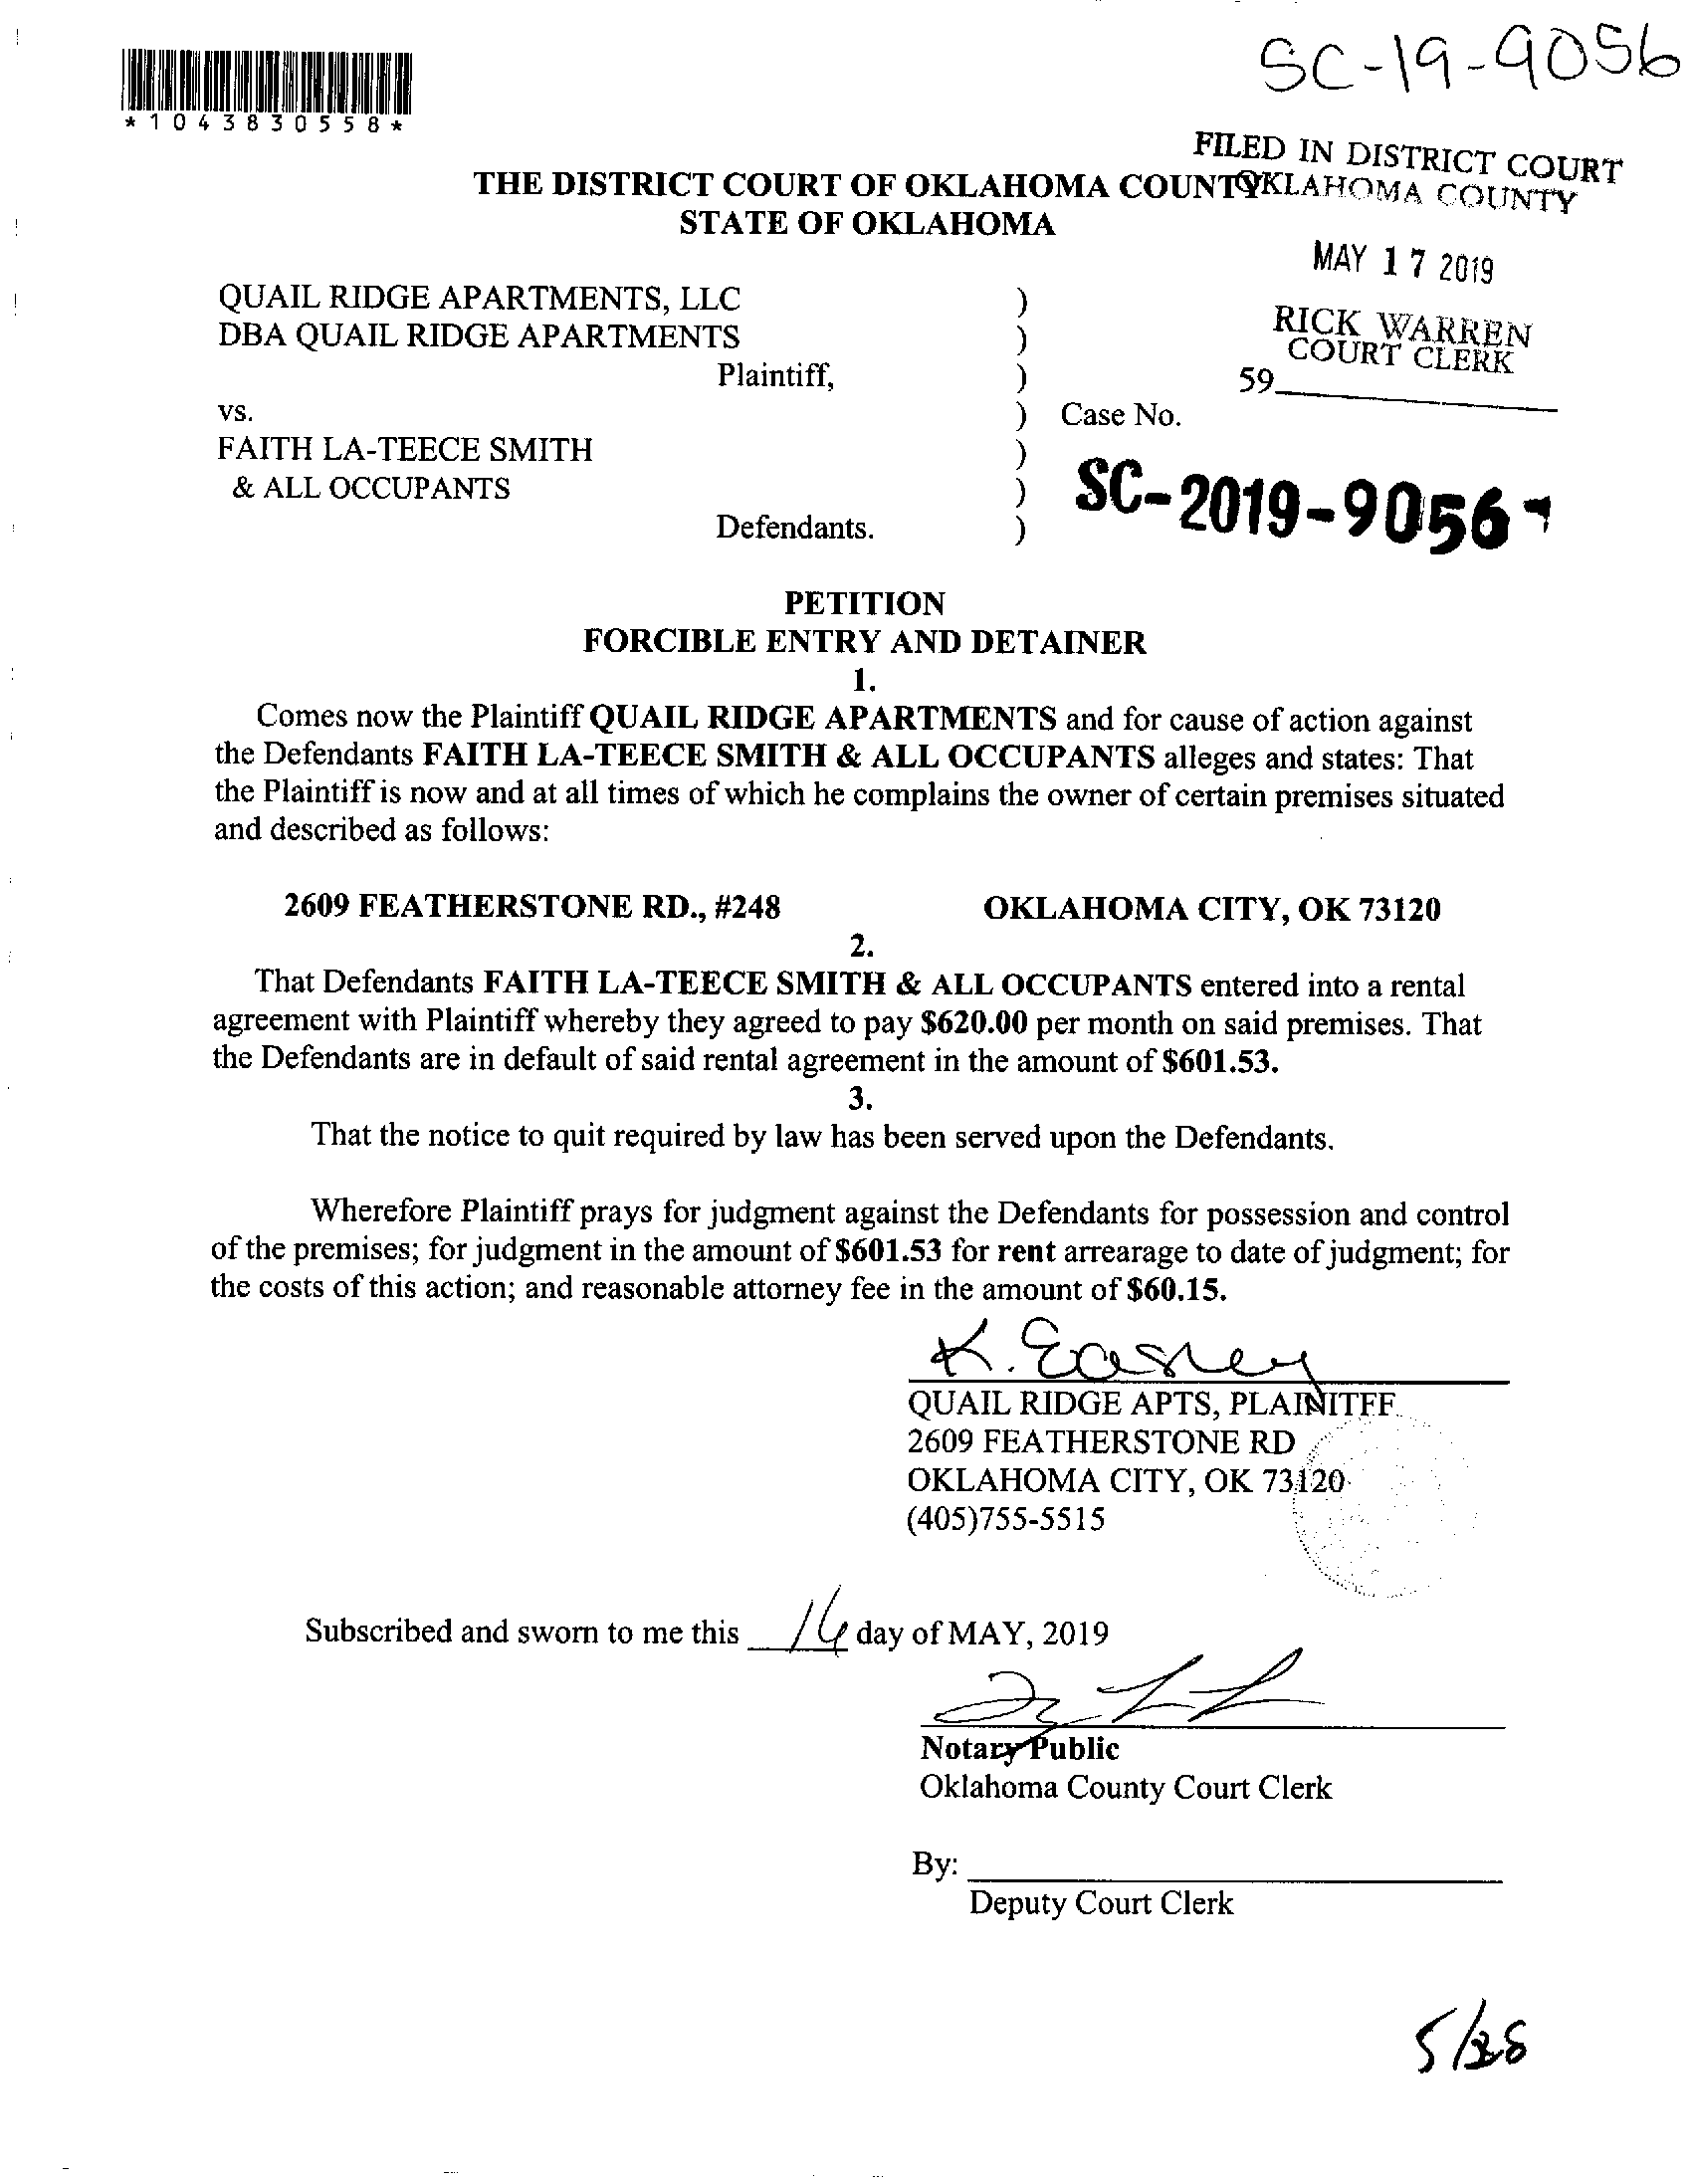 SC-19-9056
*1043830558*
FILED IN DISTRICT COURT
OKLAHOMA COUNTY
THE DISTRICT COURT OF OKLAHOMA COUNTY
STATE OF OKLAHOMA
MAY 17 2019
QUAIL RIDGE APARTMENTS, LLC )
RICK WARREN
DBA QUAIL RIDGE APARTMENTS )
COURT CLERK
Plaintiff, )
59
vs. ) Case No.
FAITH LA-TEECE SMITH )
& ALL OCCUPANTS ) SC-2019-9056
Defendants. )
PETITION
FORCIBLE ENTRY AND DETAINER
1.
Comes now the Plaintiff QUAIL RIDGE APARTMENTS and for cause of action against
the Defendants FAITH LA-TEECE SMITH & ALL OCCUPANTS alleges and states: That
the Plaintiff is now and at all times of which he complains the owner of certain premises situated
and described as follows:
2609 FEATHERSTONE RD., #248 OKLAHOMA CITY, OK 73120
2.
That Defendants FAITH LA-TEECE SMITH & ALL OCCUPANTS entered into a rental
agreement with Plaintiff whereby they agreed to pay $620.00 per month on said premises. That
the Defendants are in default of said rental agreement in the amount of $601.53.
3.
That the notice to quit required by law has been served upon the Defendants.
Wherefore Plaintiff prays for judgment against the Defendants for possession and control
of the premises; for judgment in the amount of $601.53 for rent arrearage to date of judgment; for
the costs of this action; and reasonable attorney fee in the amount of $60.15.
K. Easley
QUAIL RIDGE APTS, PLAINITFF
2609 FEATHERSTONE RD
OKLAHOMA CITY, OK 73120
(405)755-5515
Subscribed and sworn to me this day of MAY, 2019
Notary Public
Oklahoma County Court Clerk
By:
Deputy Court Clerk
5/28